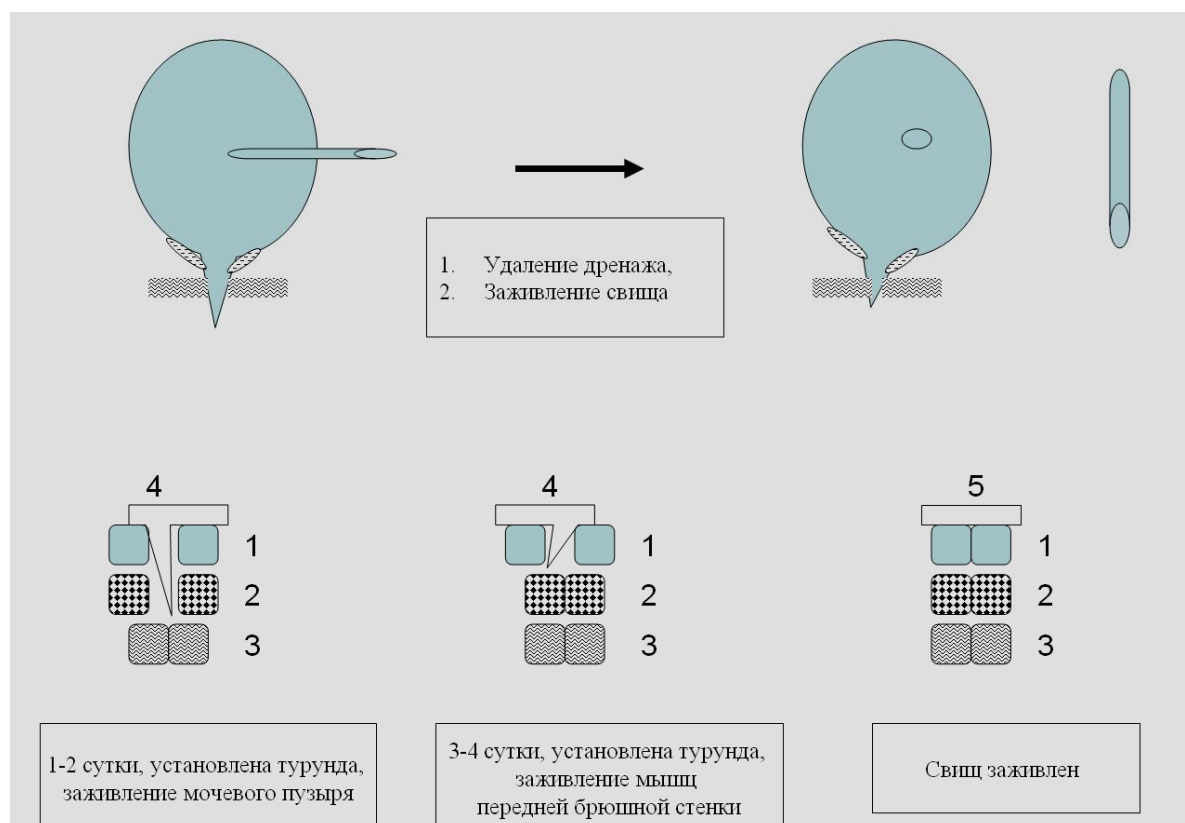 1. Удаление дренажа,
2. Заживление свища
4
1
2
3
4
1
2
3
5
1
2
3
1-2 сутки, установлена турунда,
заживление мочевого пузыря
3-4 сутки, установлена турунда,
заживление мышц
передней брюшной стенки
Свищ заживлен